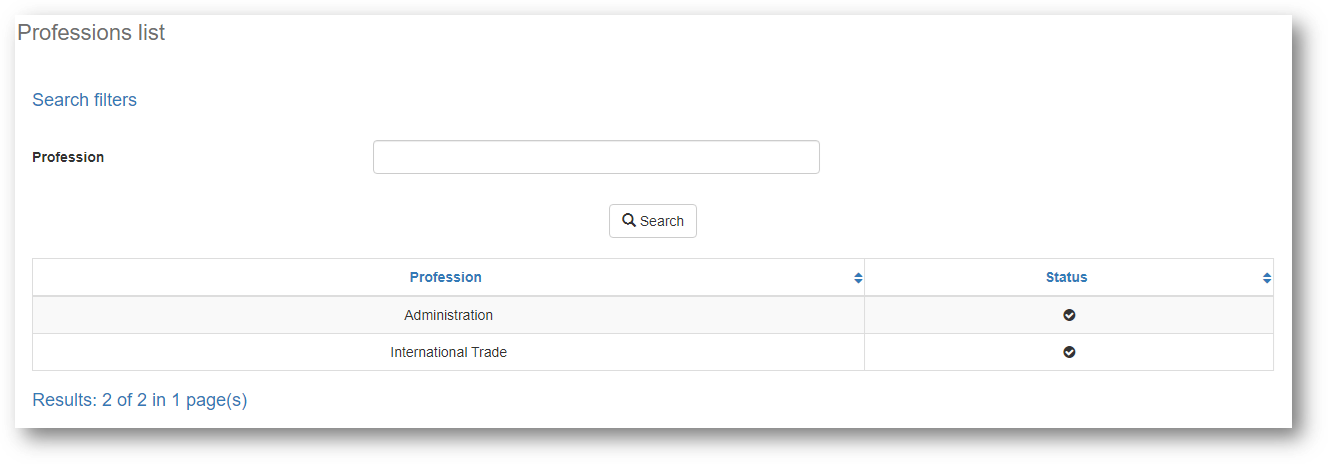 Professions list
Search filters
Profession
Search
Profession Status
Administration
International Trade
Results: 2 of 2 in 1 page(s)